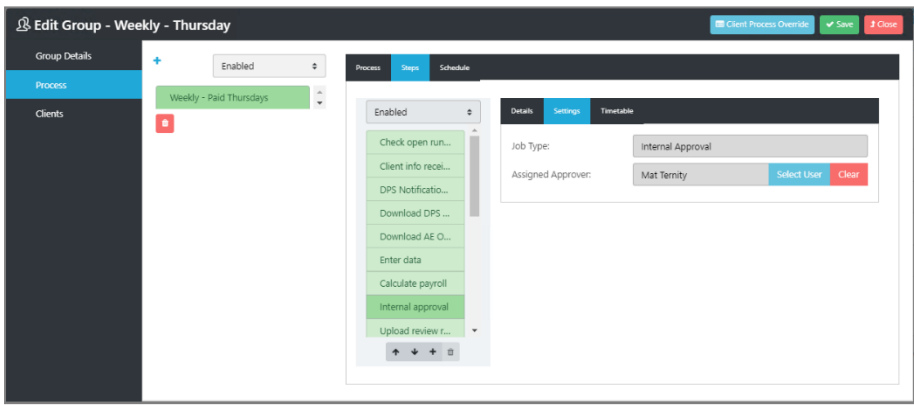 Edit Group - Weekly - Thursday
Client Process Override
Save
Close
Group Details
Process
Clients
Enabled
Weekly - Paid Thursdays
Process
Steps
Schedule
Enabled
Check open run...
Client info recei...
DPS Notificatio...
Download DPS ...
Download AE O...
Enter data
Calculate payroll
Internal approval
Upload review r...
Details
Settings
Timetable
Job Type:
Internal Approval
Assigned Approver:
Mat Ternity
Select User
Clear